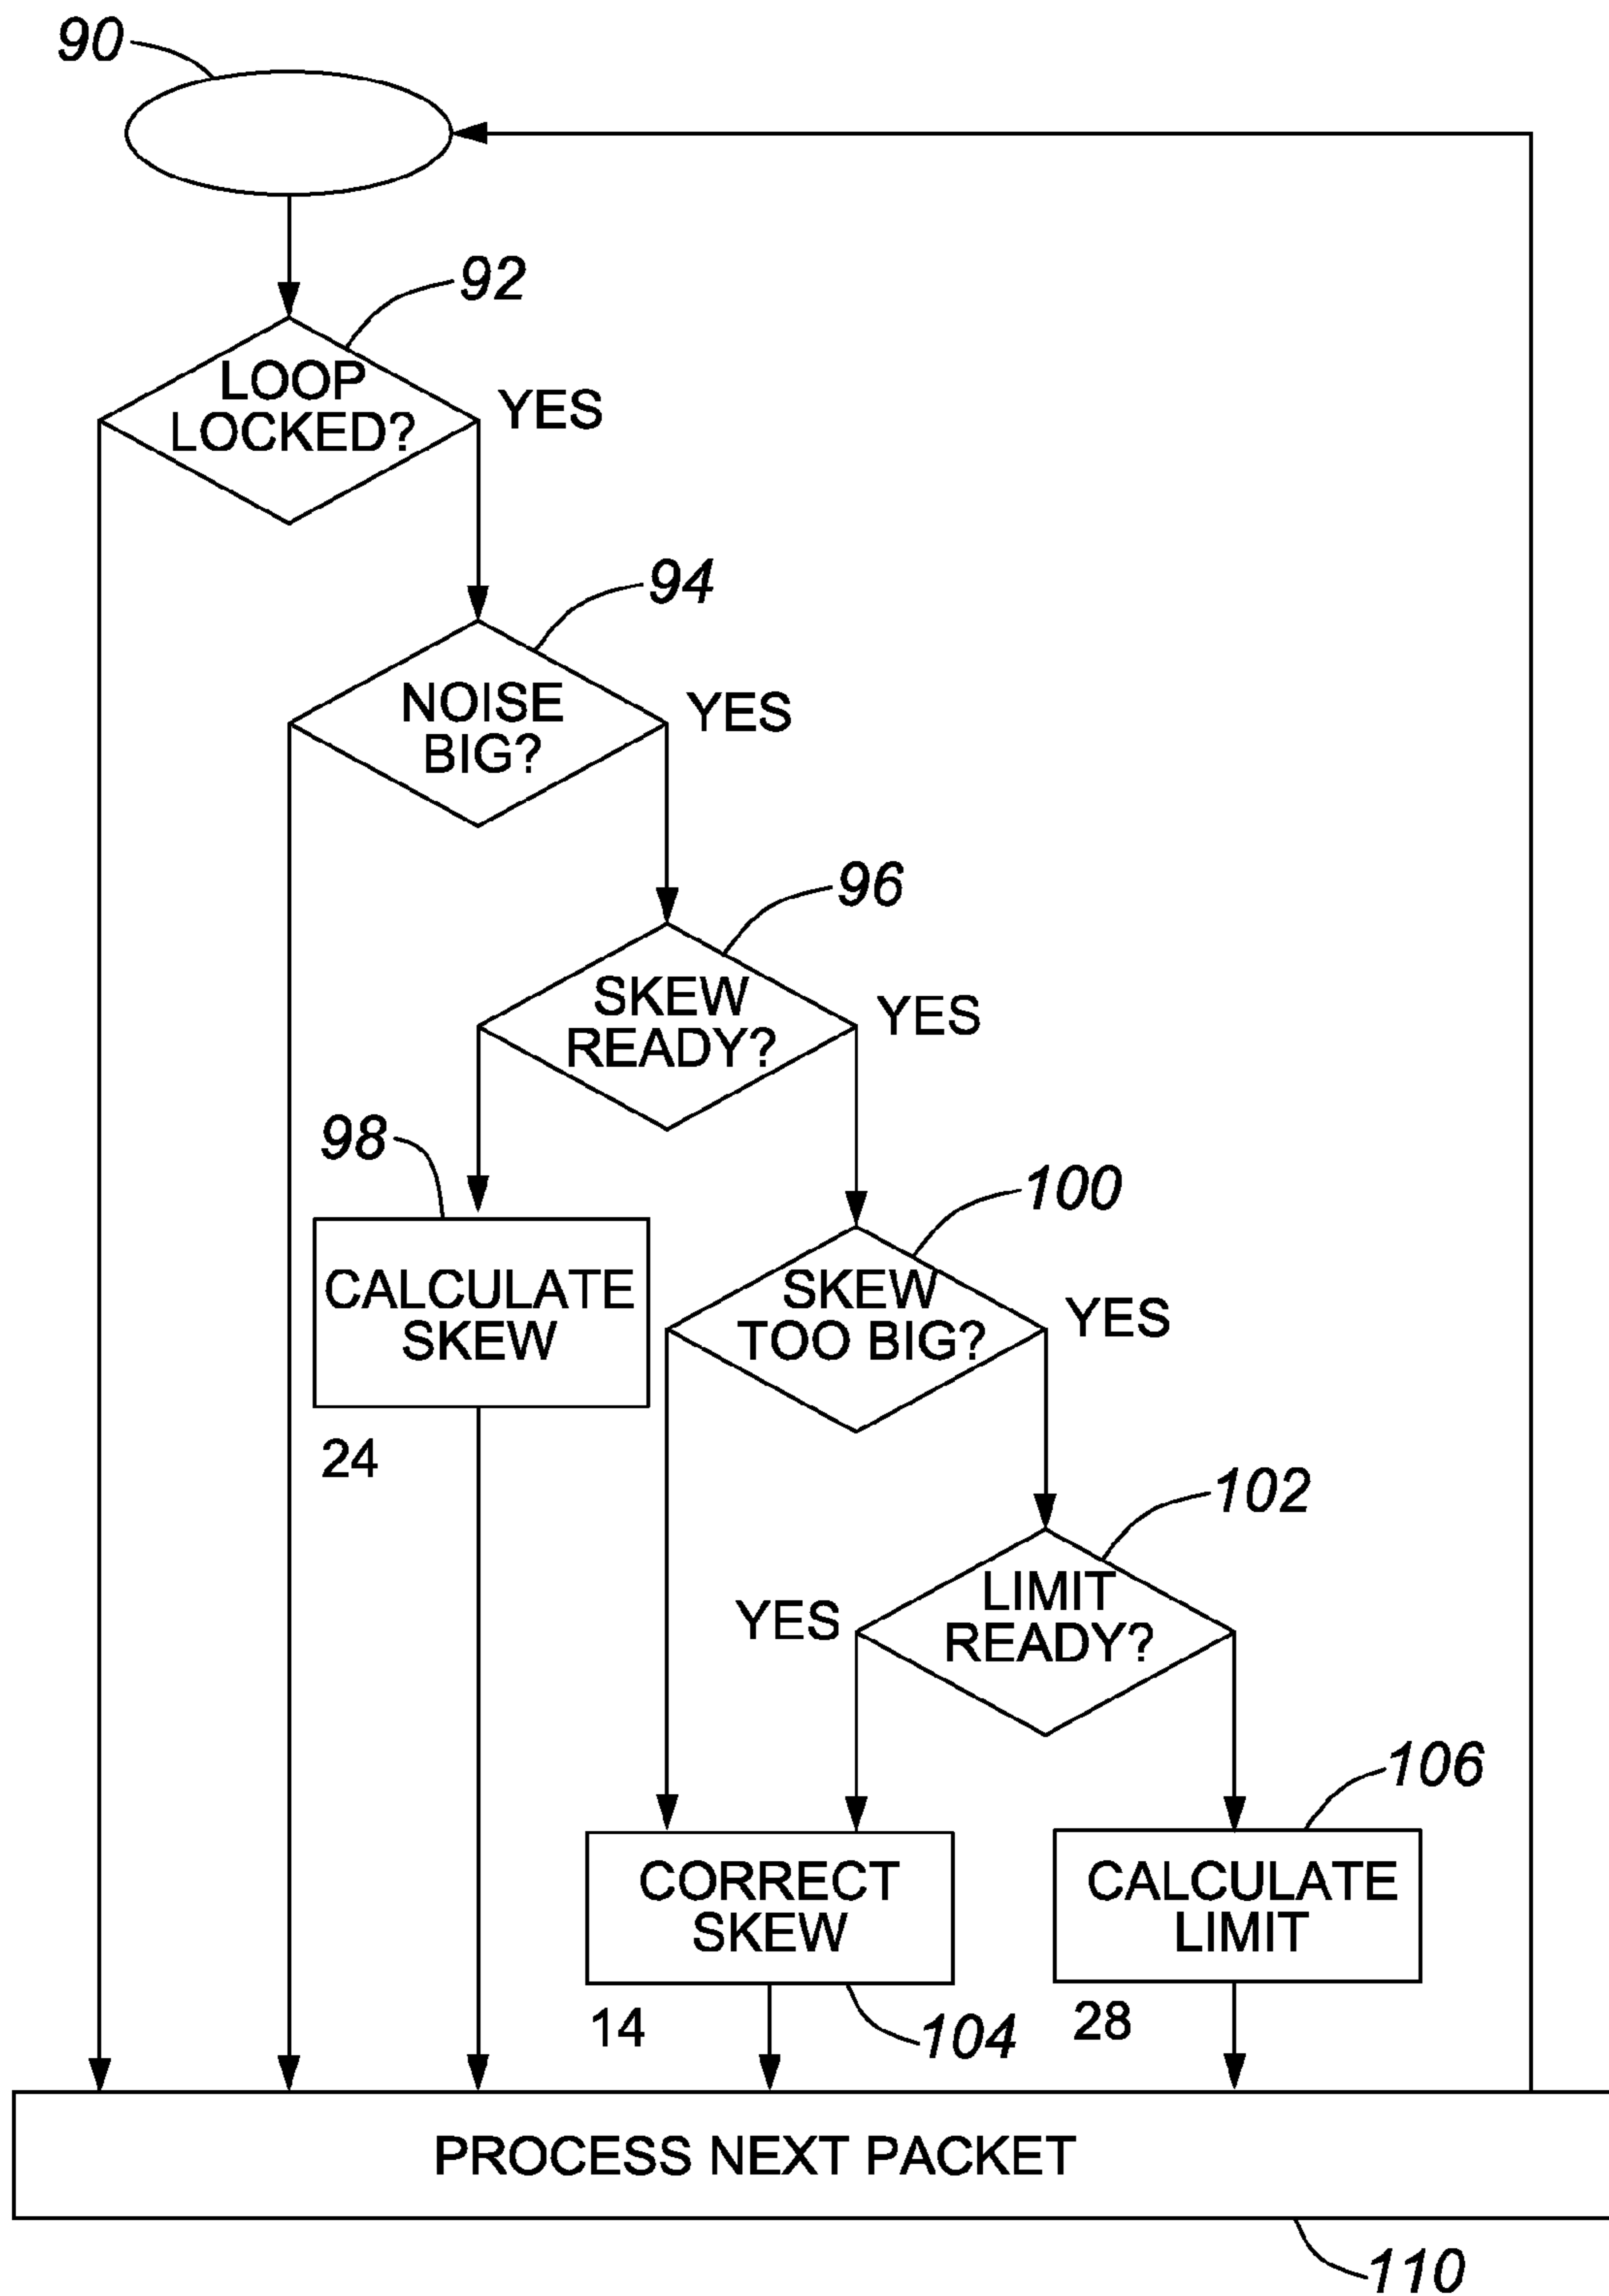 90
92
LOOP
LOCKED?
YES
94
NOISE
BIG?
YES
96
SKEW
READY?
YES
98
100
CALCULATE
SKEW
SKEW
TOO BIG?
YES
24
102
LIMIT
READY?
YES
106
CORRECT
SKEW
CALCULATE
LIMIT
14
104
28
PROCESS NEXT PACKET
110